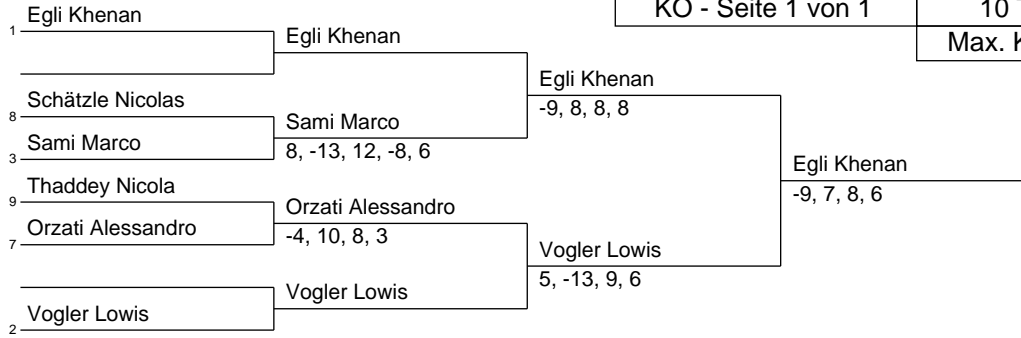 KO - Seite 1 von 1
10
Max.
1 Egli Khenan
Egli Khenan
Egli Khenan
-9, 8, 8, 8
8 Schätzle Nicolas
Sami Marco
8, -13, 12, -8, 6
3 Sami Marco
Egli Khenan
-9, 7, 8, 6
9 Thaddey Nicola
Orzati Alessandro
-4, 10, 8, 3
7 Orzati Alessandro
Vogler Lowis
5, -13, 9, 6
Vogler Lowis
2 Vogler Lowis